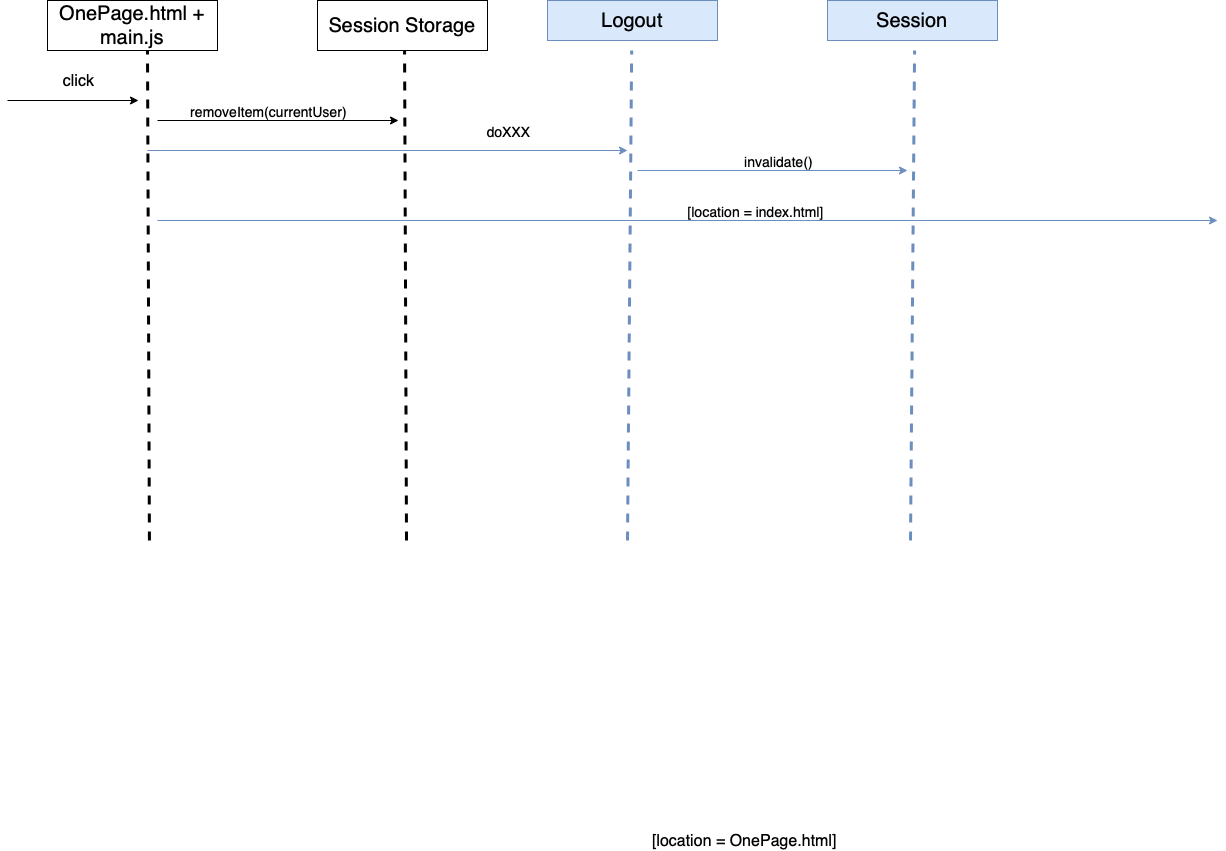 OnePage.html +
main.js
Session Storage
Logout
Session
click
removeItem(currentUser)
doXXX
invalidate()
[location = index.html]
[location = OnePage.html]